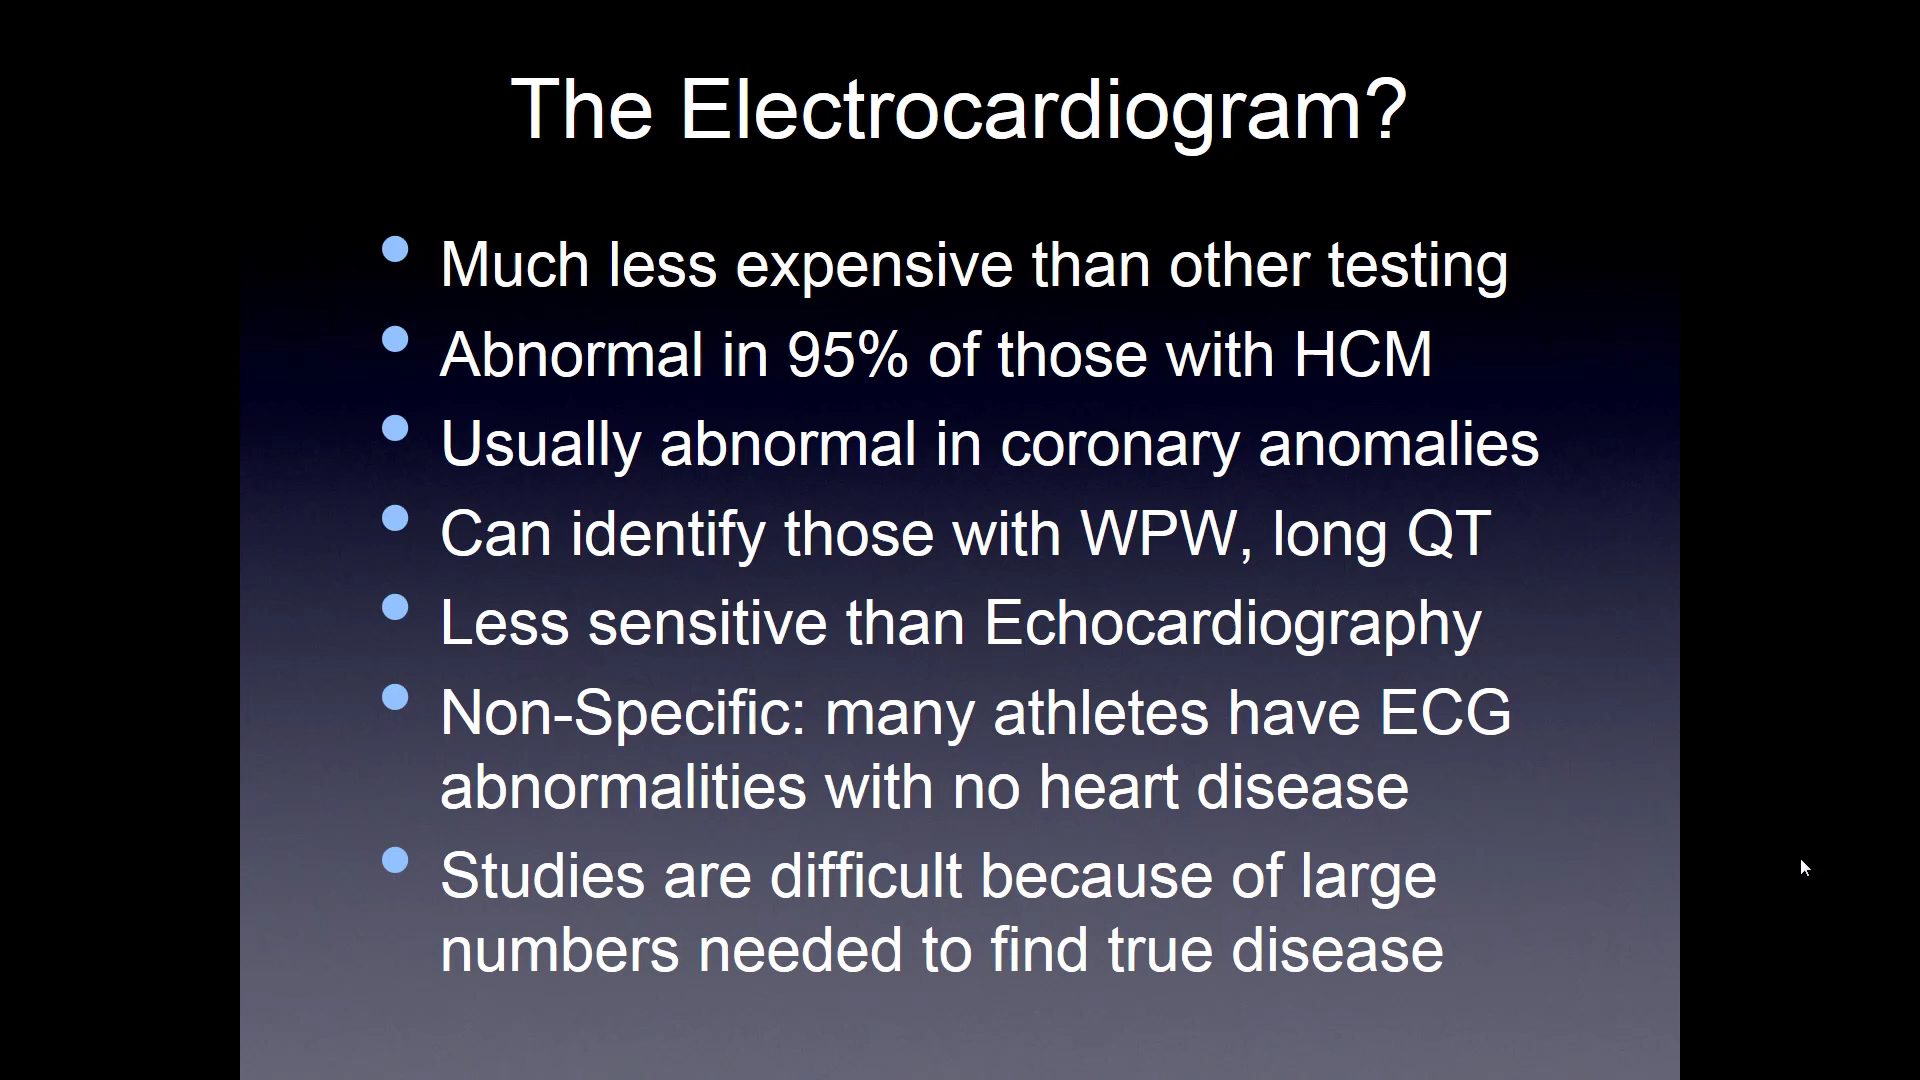 The Electrocardiogram?
• Much less expensive than other testing
• Abnormal in 95% of those with HCM
• Usually abnormal in coronary anomalies
• Can identify those with WPW, long QT
• Less sensitive than Echocardiography
• Non-Specific: many athletes have ECG
abnormalities with no heart disease
• Studies are difficult because of large
numbers needed to find true disease